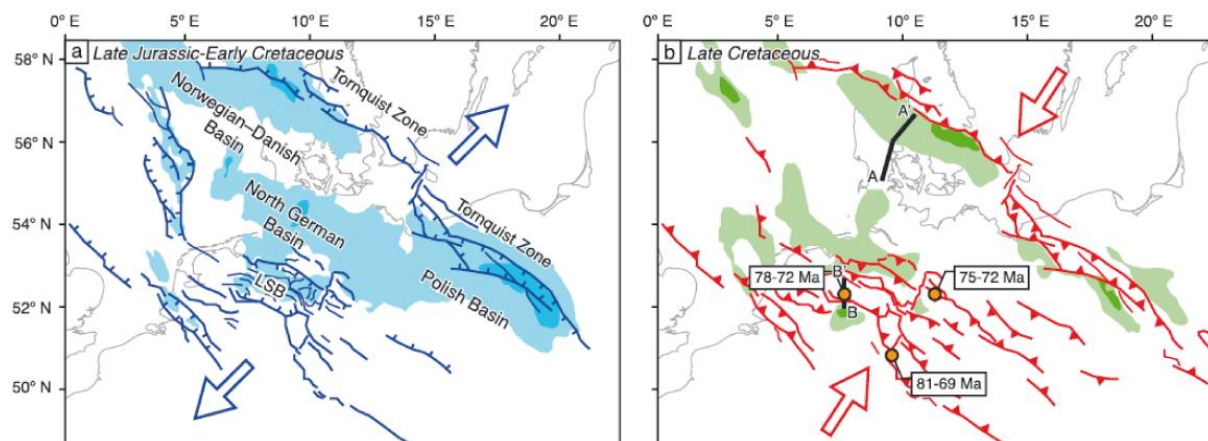 0° E 5° E 10° E 15° E 20° E
a Late Jurassic-Early Cretaceous
58° N
56° N
54° N
52° N
50° N
Tornquist Zone
Norwegian–Danish
Basin
North German
Basin
Tornquist Zone
LSB
Polish Basin
0° E 5° E 10° E 15° E 20° E
b Late Cretaceous
A'
A
78-72 Ma
B'
B
75-72 Ma
81-69 Ma